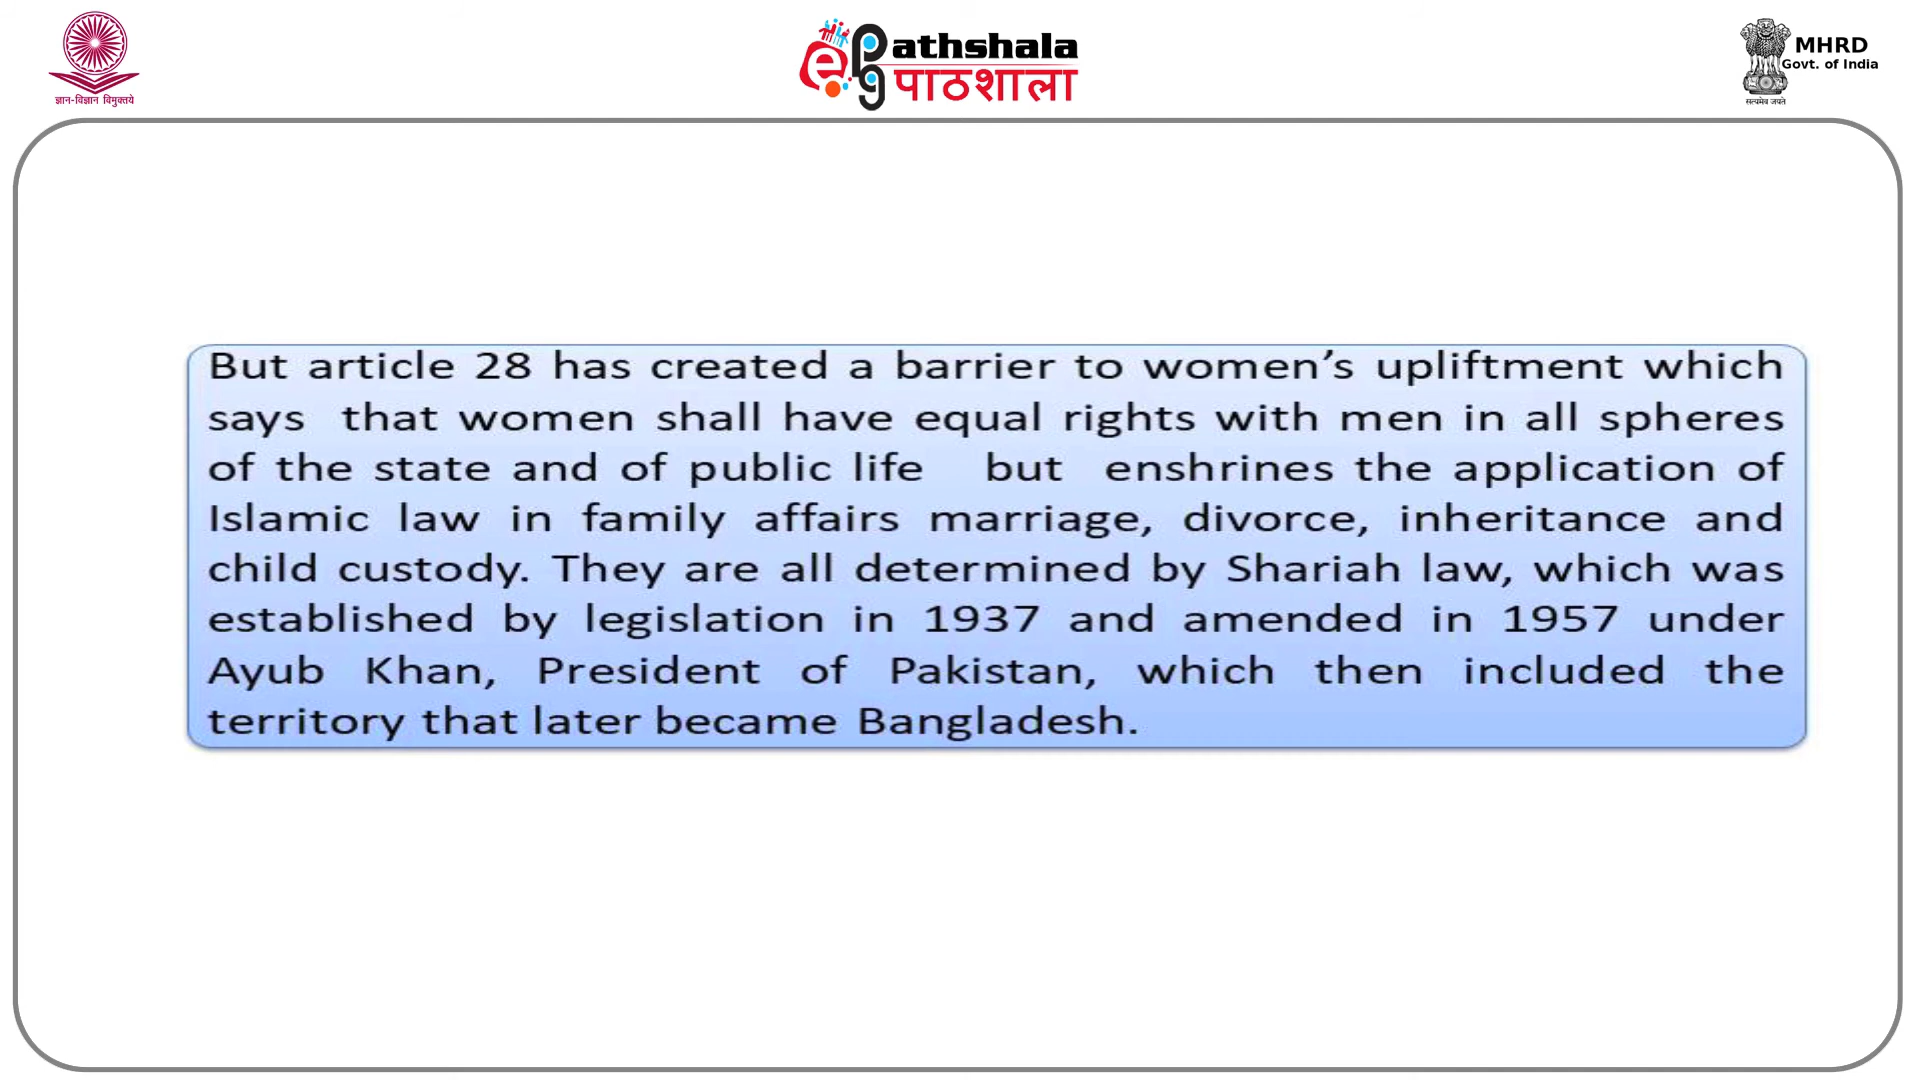 ज्ञान-विज्ञान विमुक्तये
e pg Pathshala
पाठशाला
MHRD
Govt. of India
सत्यमेव जयते
But article 28 has created a barrier to women’s upliftment which
says that women shall have equal rights with men in all spheres
of the state and of public life but enshrines the application of
Islamic law in family affairs marriage, divorce, inheritance and
child custody. They are all determined by Shariah law, which was
established by legislation in 1937 and amended in 1957 under
Ayub Khan, President of Pakistan, which then included the
territory that later became Bangladesh.